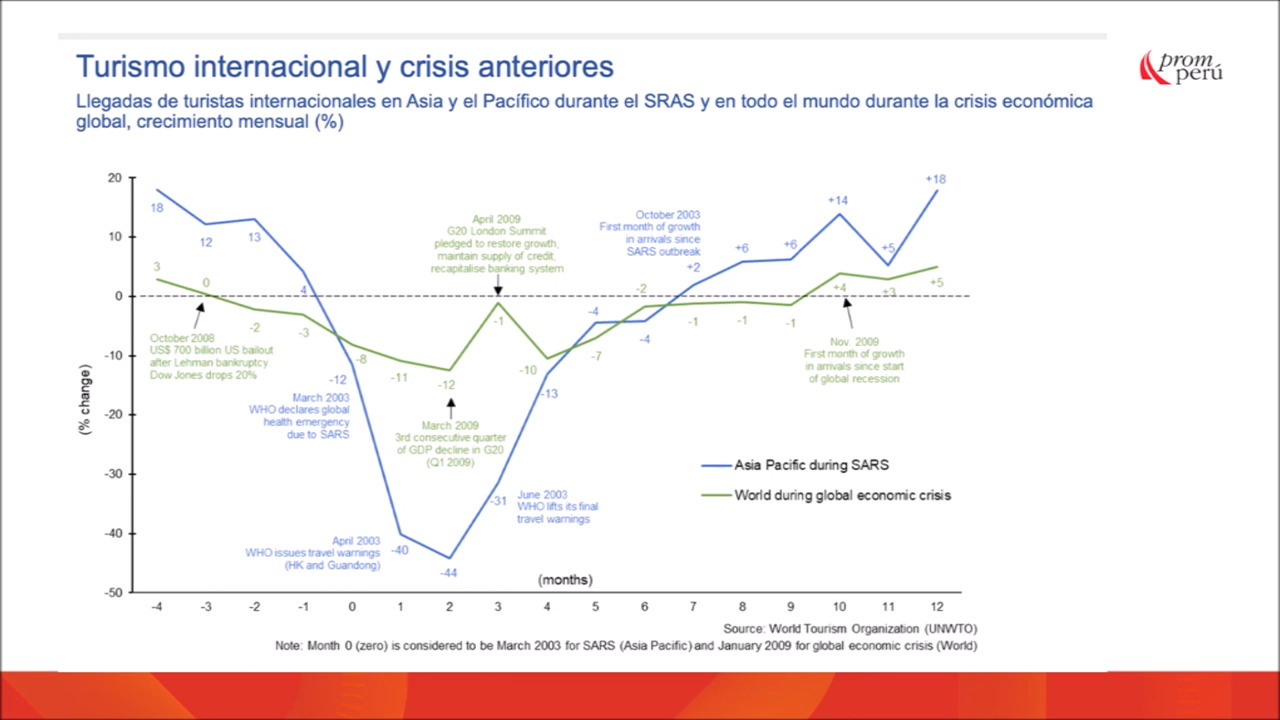 Turismo internacional y crisis anteriores
prom
perú
Llegadas de turistas internacionales en Asia y el Pacífico durante el SRAS y en todo el mundo durante la crisis económica
global, crecimiento mensual (%)
20
10
0
-10
-20
-30
-40
-50
(% change)
18
12
13
4
-12
-40
-44
-31
-13
-4
-4
+2
+6
+6
+14
+5
+18
3
0
-2
-3
-8
-11
-12
-1
-10
-7
-2
-1
-1
-1
+4
+3
+5
October 2008
US$ 700 billion US bailout
after Lehman bankruptcy
Dow Jones drops 20%
March 2003
WHO declares global
health emergency
due to SARS
April 2003
WHO issues travel warnings
(HK and Guandong)
March 2009
3rd consecutive quarter
of GDP decline in G20
(Q1 2009)
April 2009
G20 London Summit
pledged to restore growth,
maintain supply of credit,
recapitalise banking system
June 2003
WHO lifts its final
travel warnings
October 2003
First month of growth
in arrivals since
SARS outbreak
Nov. 2009
First month of growth
in arrivals since start
of global recession
Asia Pacific during SARS
World during global economic crisis
(months)
-4 -3 -2 -1 0 1 2 3 4 5 6 7 8 9 10 11 12
Source: World Tourism Organization (UNWTO)
Note: Month 0 (zero) is considered to be March 2003 for SARS (Asia Pacific) and January 2009 for global economic crisis (World)